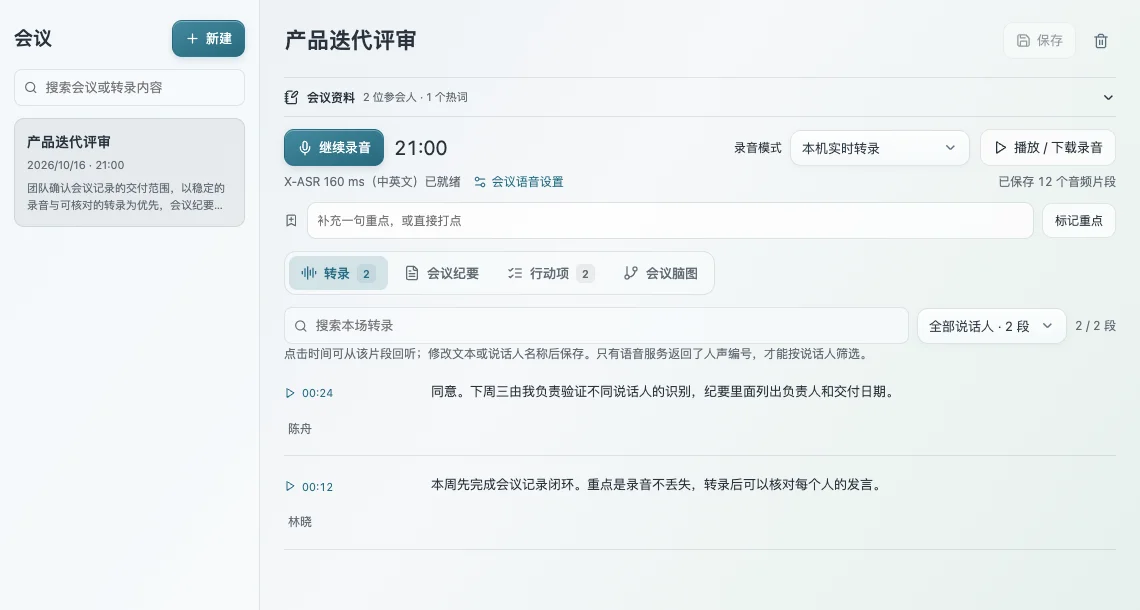 会议
新建
搜索会议或转录内容
产品迭代评审
2026/10/16 · 21:00
团队确认会议记录的交付范围，以稳定的
录音与可核对的转录为优先，会议纪要...
产品迭代评审
保存
会议资料 2 位参会人 · 1 个热词
继续录音 21:00 录音模式 本机实时转录 播放 / 下载录音
X-ASR 160 ms（中英文）已就绪 会议语音设置 已保存 12 个音频片段
补充一句重点，或直接打点 标记重点
转录 2 会议纪要 行动项 2 会议脑图
搜索本场转录 全部说话人 · 2 段 2 / 2 段
点击时间可从该片段回听；修改文本或说话人名称后保存。只有语音服务返回了人声编号，才能按说话人筛选。
00:24 同意。下周三由我负责验证不同说话人的识别，纪要里面列出负责人和交付日期。
陈舟
00:12 本周先完成会议记录闭环。重点是录音不丢失，转录后可以核对每个人的发言。
林晓